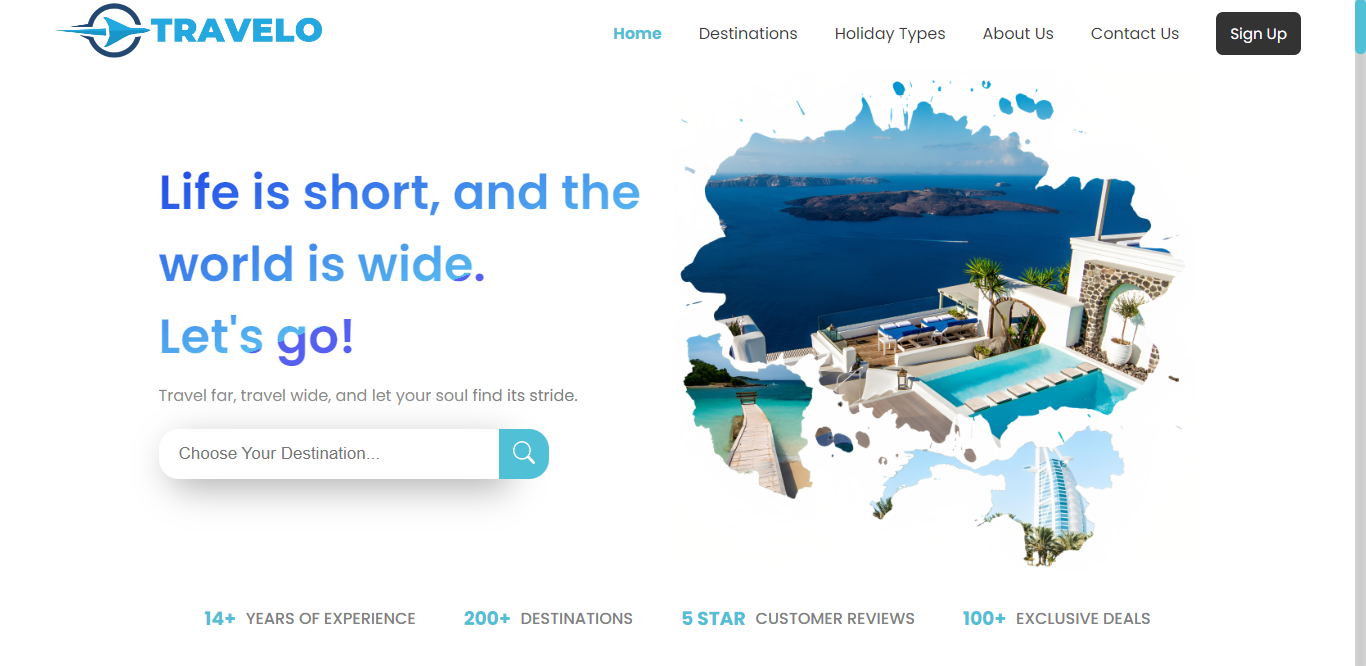 TRAVELO
Home Destinations Holiday Types About Us Contact Us Sign Up
Life is short, and the
world is wide.
Let's go!
Travel far, travel wide, and let your soul find its stride.
Choose Your Destination...
14+ YEARS OF EXPERIENCE 200+ DESTINATIONS 5 STAR CUSTOMER REVIEWS 100+ EXCLUSIVE DEALS